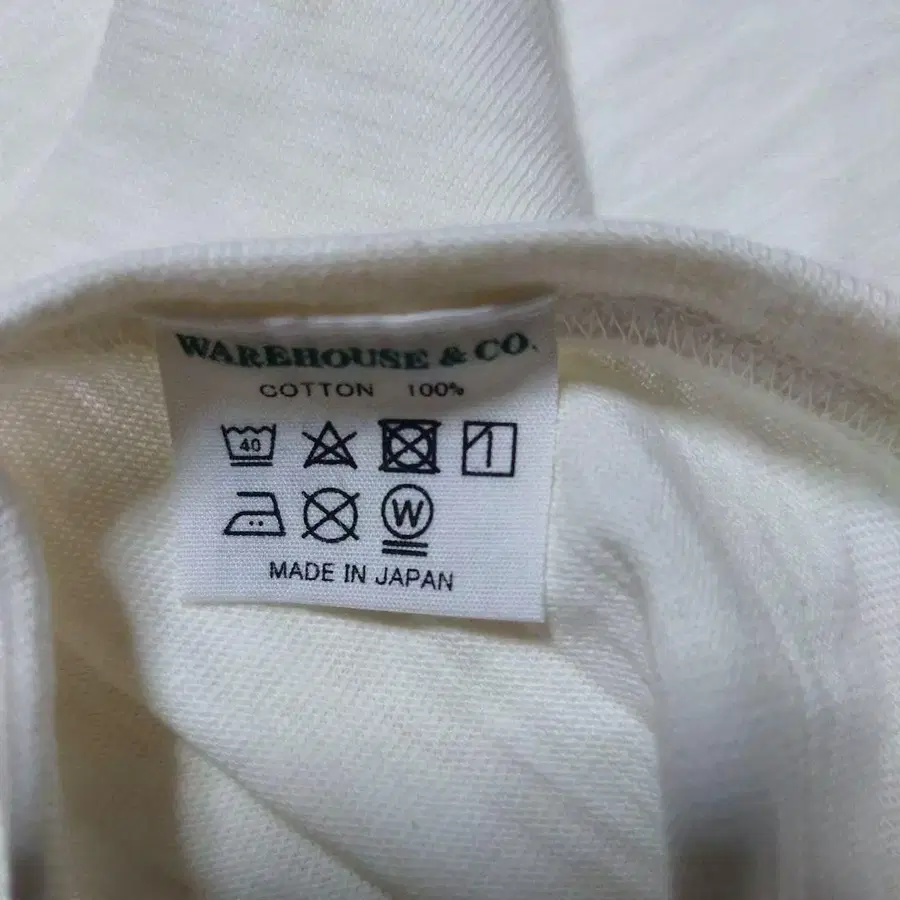 WAREHOUSE & CO.
COTTON 100%
40
W
MADE IN JAPAN